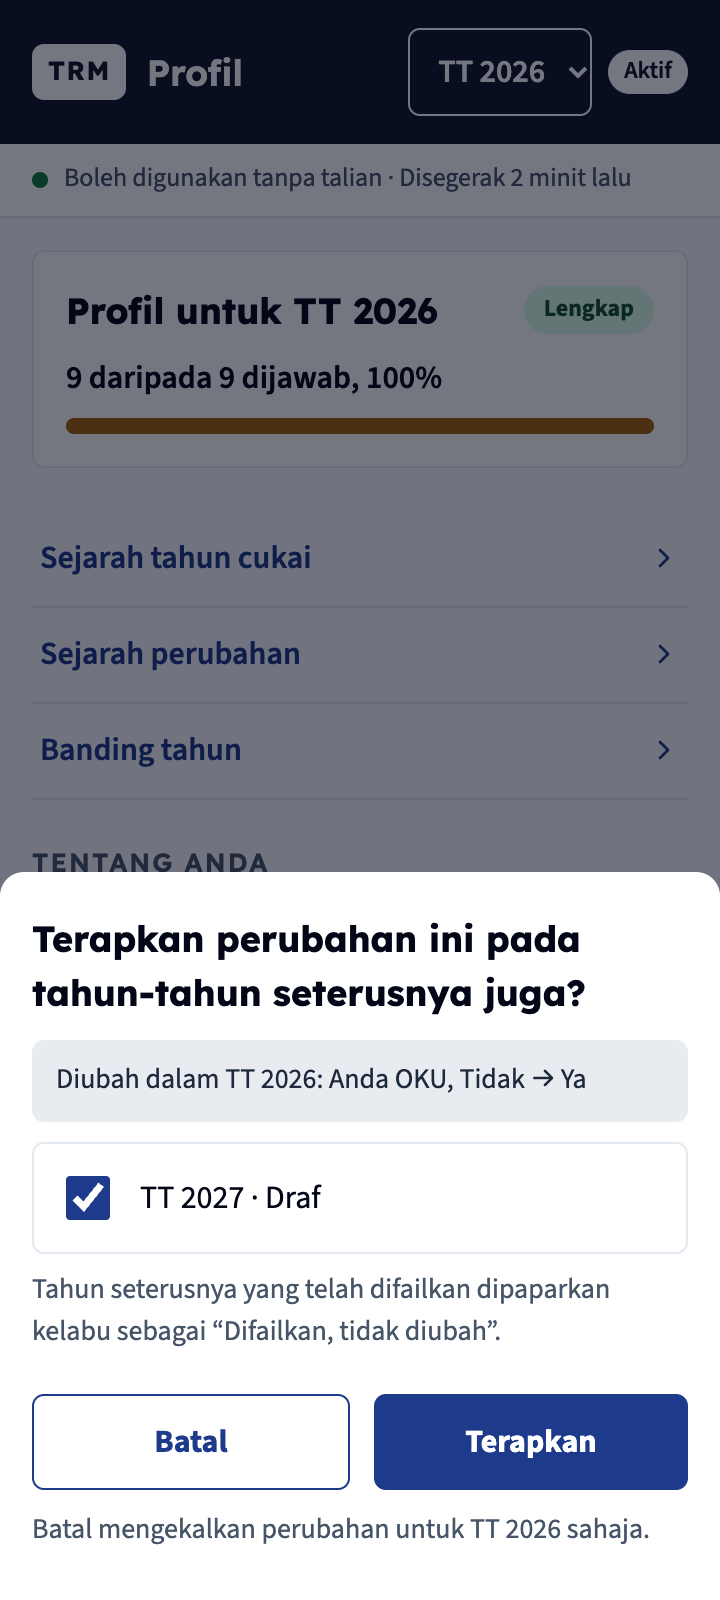 TRM Profil TT 2026 Aktif
Boleh digunakan tanpa talian · Disegerak 2 minit lalu
Profil untuk TT 2026 Lengkap
9 daripada 9 dijawab, 100%
Sejarah tahun cukai
Sejarah perubahan
Banding tahun
TENTANG ANDA
Terapkan perubahan ini pada
tahun-tahun seterusnya juga?
Diubah dalam TT 2026: Anda OKU, Tidak → Ya
TT 2027 · Draf
Tahun seterusnya yang telah difailkan dipaparkan
kelabu sebagai “Difailkan, tidak diubah”.
Batal Terapkan
Batal mengekalkan perubahan untuk TT 2026 sahaja.